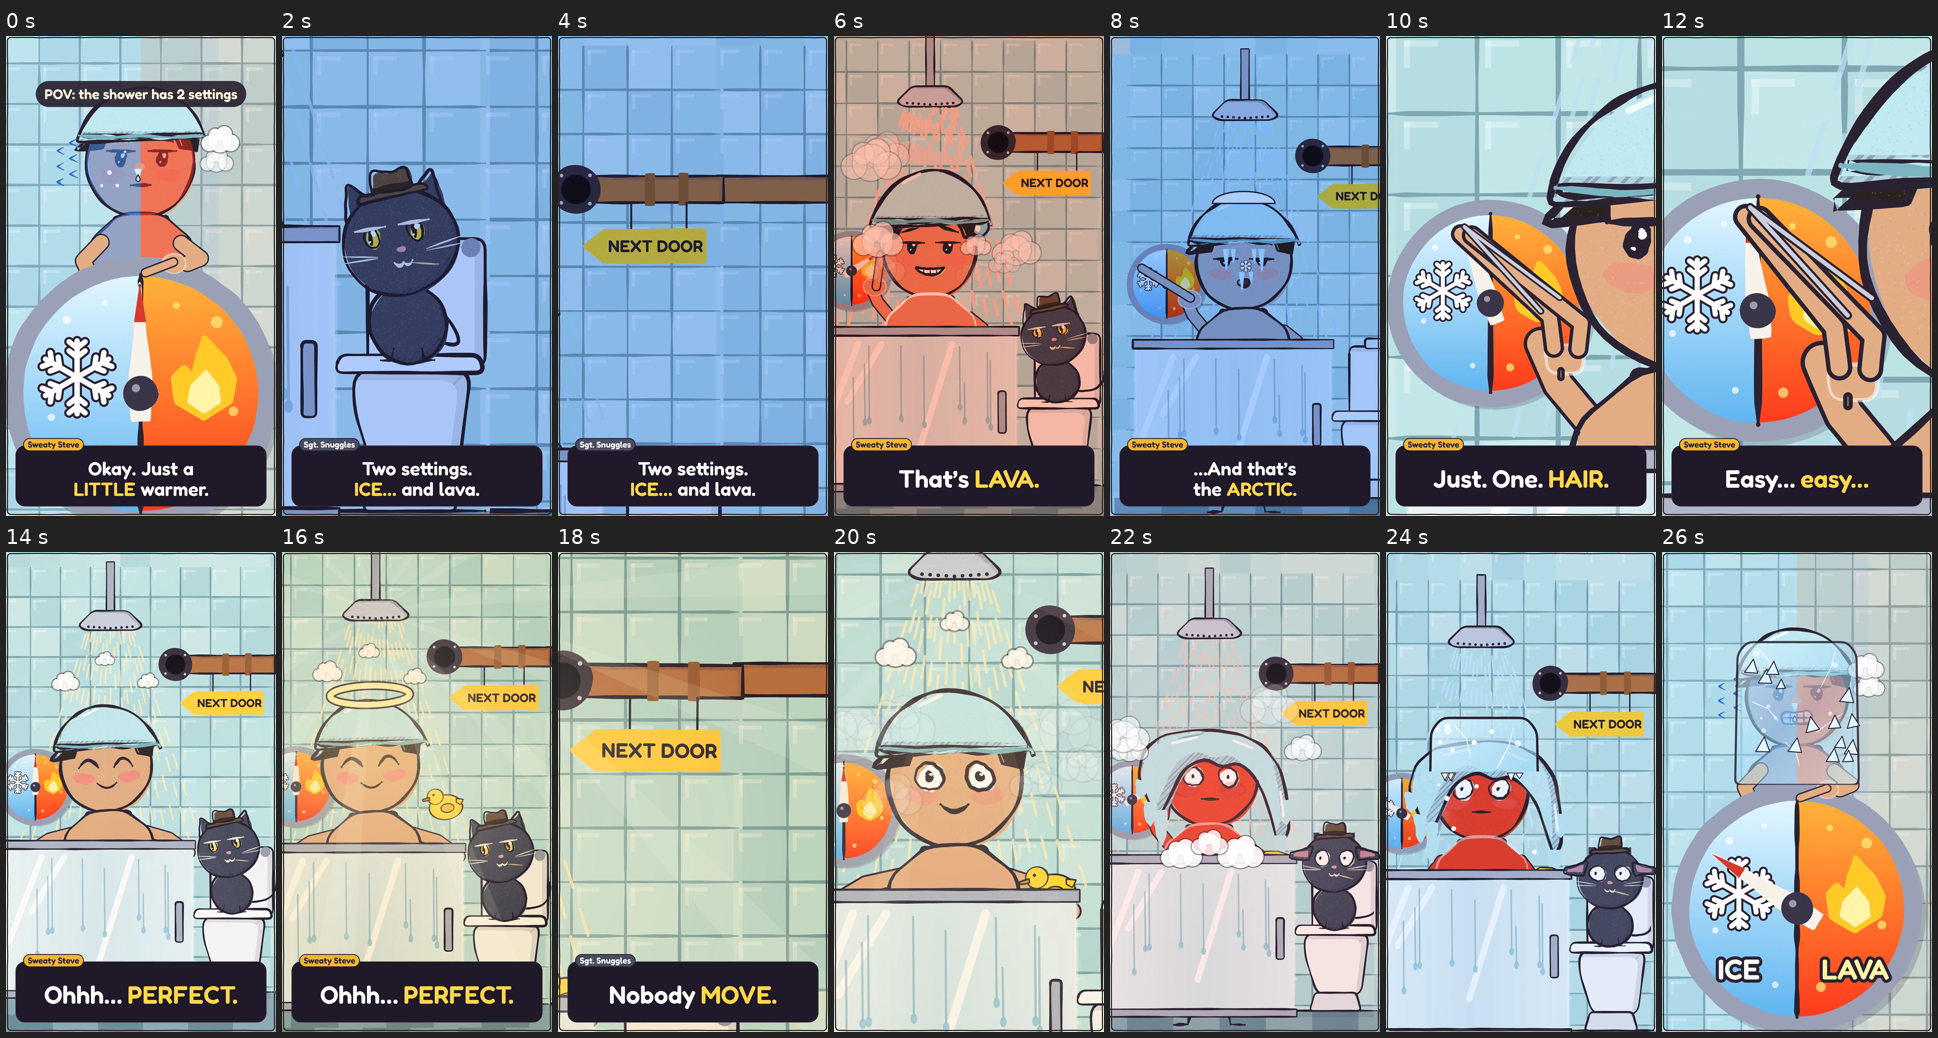 0 s
POV: the shower has 2 settings
Sweaty Steve
Okay. Just a
LITTLE warmer.
2 s
Sgt. Snuggles
Two settings.
ICE... and lava.
4 s
NEXT DOOR
Sgt. Snuggles
Two settings.
ICE... and lava.
6 s
NEXT DOOR
Sweaty Steve
That's LAVA.
8 s
NEXT D
Sweaty Steve
...And that's
the ARCTIC.
10 s
Sweaty Steve
Just. One. HAIR.
12 s
Sweaty Steve
Easy... easy...
14 s
NEXT DOOR
Sweaty Steve
Ohhh... PERFECT.
16 s
NEXT DOOR
Sweaty Steve
Ohhh... PERFECT.
18 s
NEXT DOOR
Sgt. Snuggles
Nobody MOVE.
20 s
NE
22 s
NEXT DOOR
24 s
NEXT DOOR
26 s
ICE
LAVA